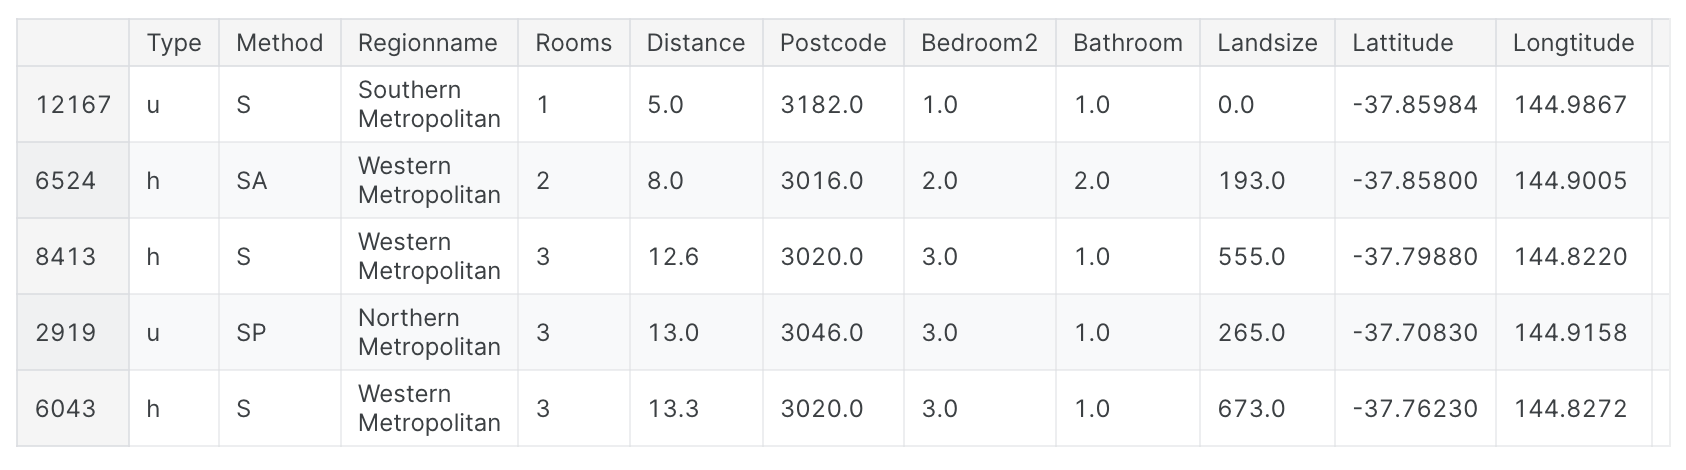 Type Method Regionname Rooms Distance Postcode Bedroom2 Bathroom Landsize Lattitude Longtitude
12167 u S Southern Metropolitan 1 5.0 3182.0 1.0 1.0 0.0 -37.85984 144.9867
6524 h SA Western Metropolitan 2 8.0 3016.0 2.0 2.0 193.0 -37.85800 144.9005
8413 h S Western Metropolitan 3 12.6 3020.0 3.0 1.0 555.0 -37.79880 144.8220
2919 u SP Northern Metropolitan 3 13.0 3046.0 3.0 1.0 265.0 -37.70830 144.9158
6043 h S Western Metropolitan 3 13.3 3020.0 3.0 1.0 673.0 -37.76230 144.8272